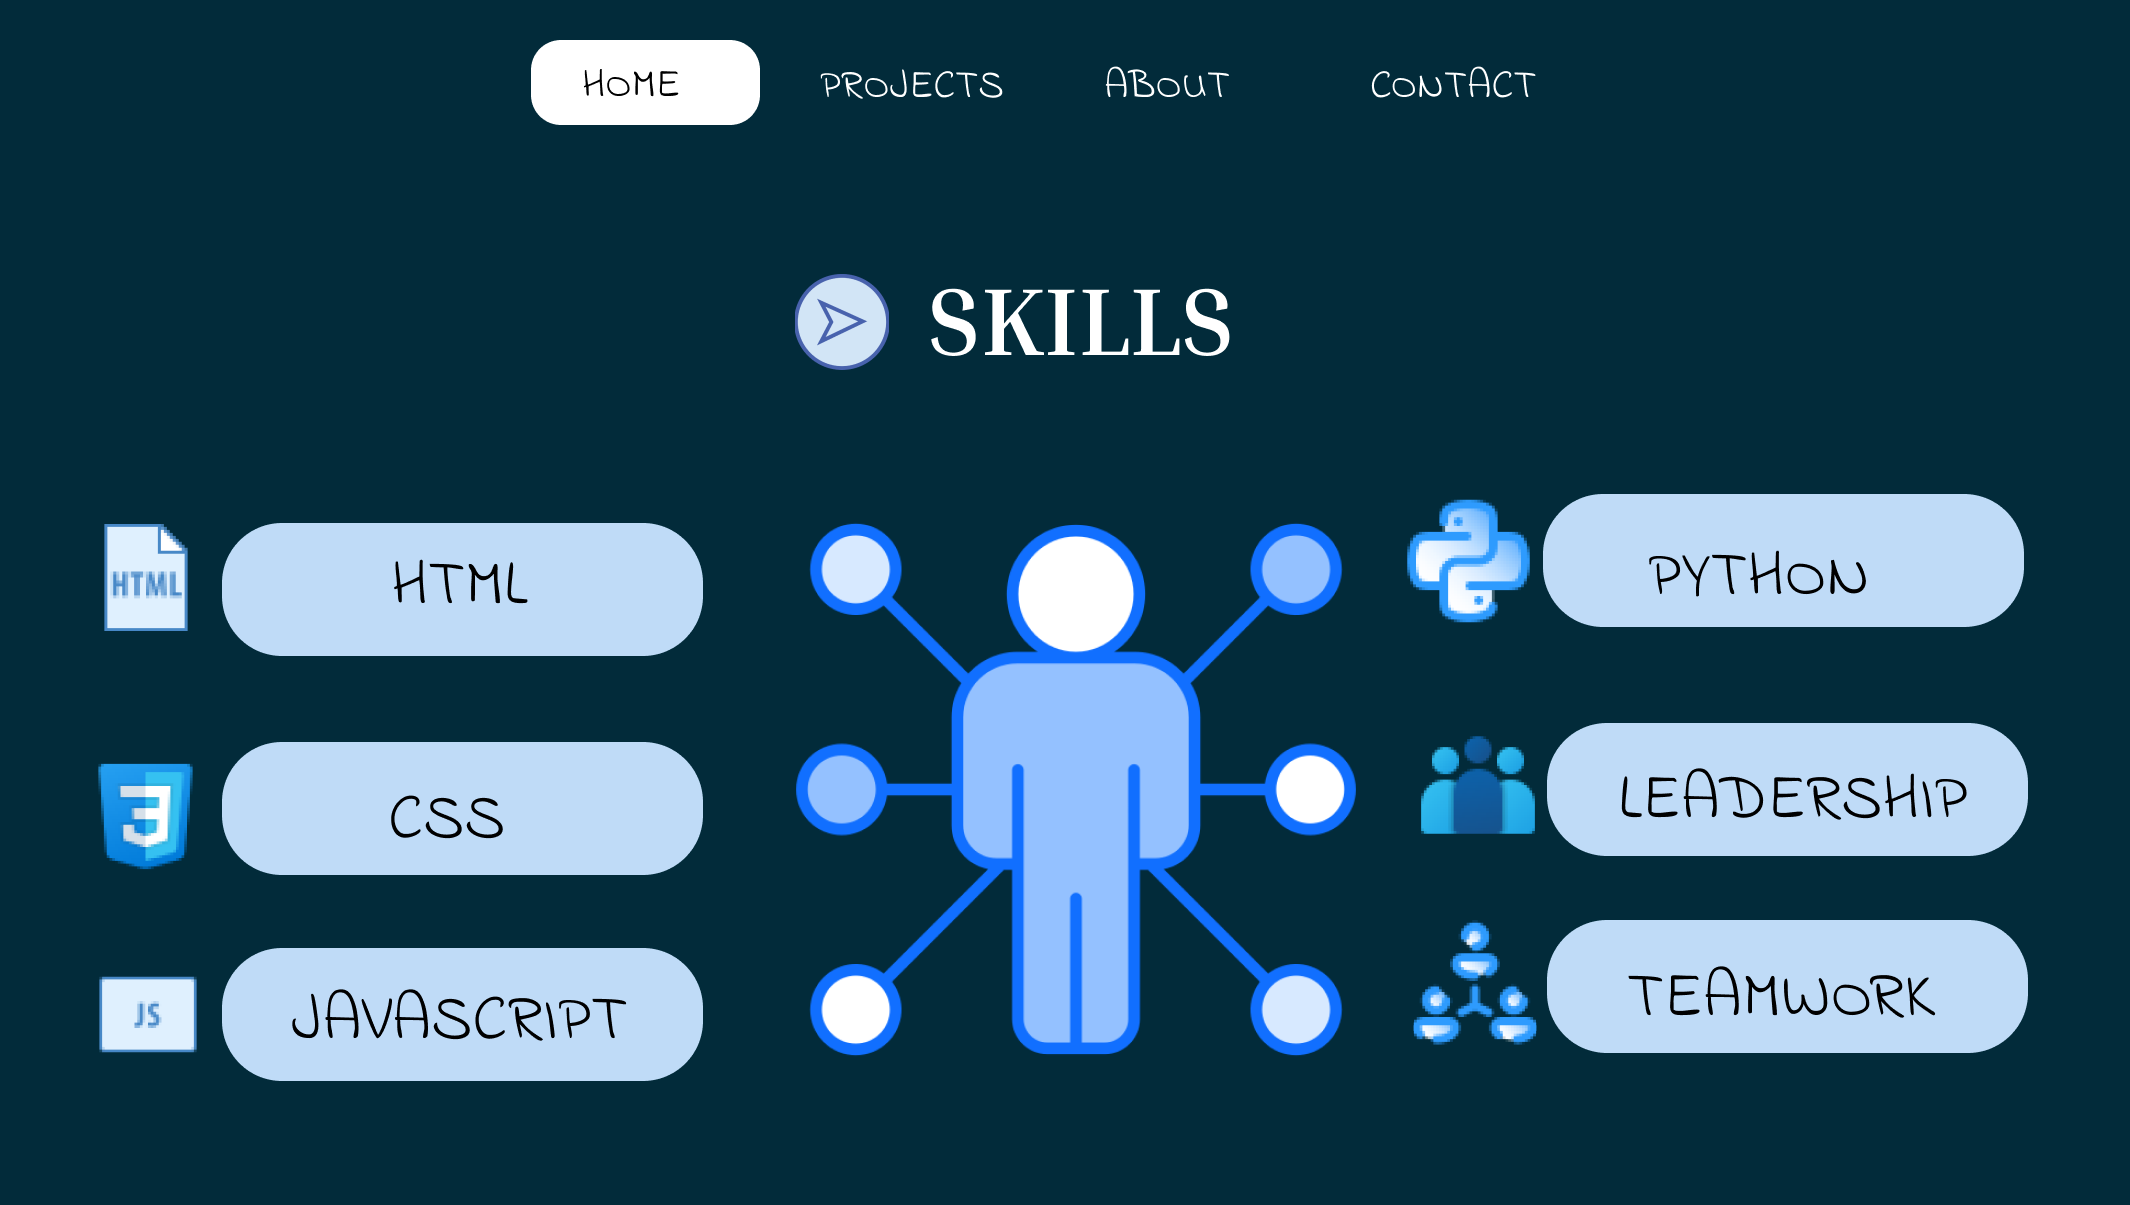 HOME PROJECTS ABOUT CONTACT
SKILLS
HTML HTML
CSS
JS JAVASCRIPT
PYTHON
LEADERSHIP
TEAMWORK